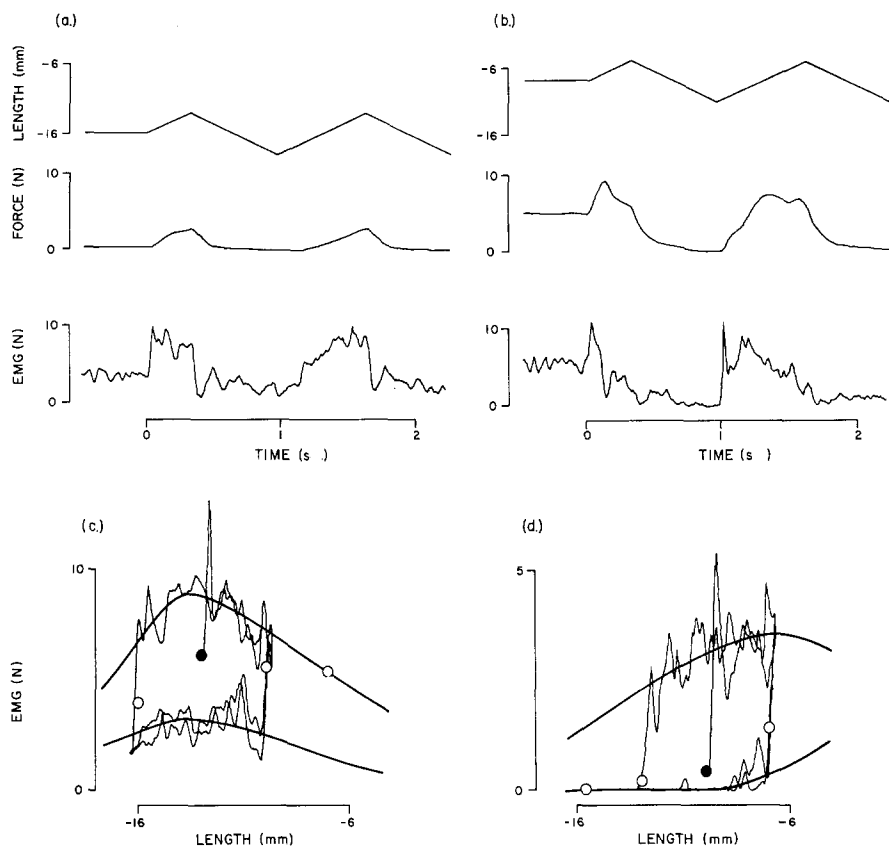 (a.)
LENGTH (mm)
-6
-16
FORCE (N)
10
0
EMG (N)
10
0
0
1
2
TIME (s )
(b.)
-6
-16
10
0
10
0
0
1
2
TIME (s )
(c.)
EMG (N)
10
0
-16
-6
LENGTH (mm)
(d.)
5
0
-16
-6
LENGTH (mm)